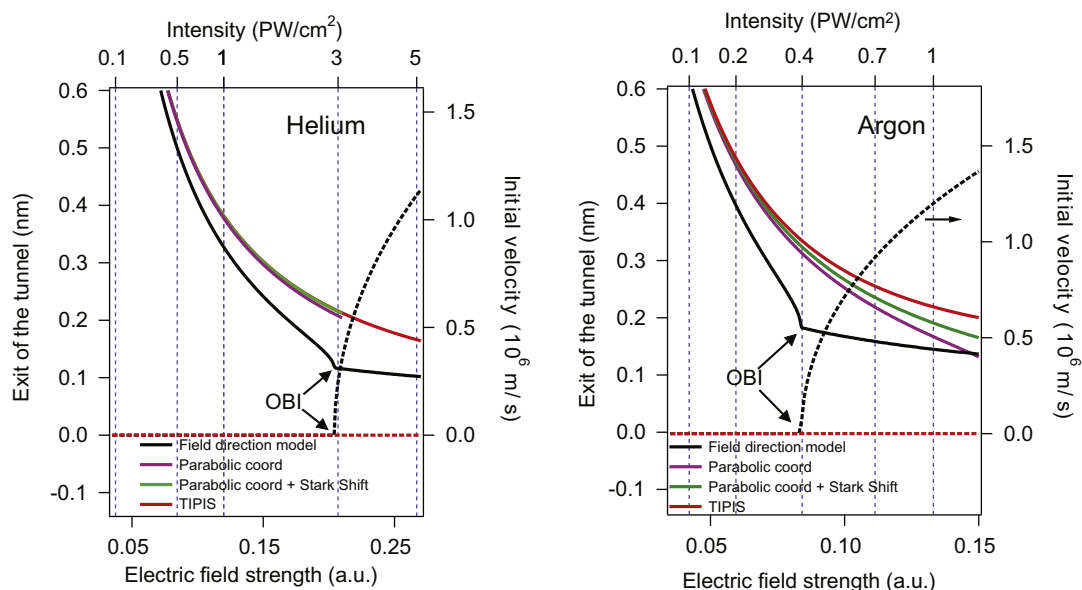 Intensity (PW/cm2)
0.1 0.5 1 3 5
0.6
0.5
0.4
0.3
0.2
0.1
0.0
-0.1
Exit of the tunnel (nm)
Helium
OBI
1.5
1.0
0.5
0.0
Initial velocity (106 m/ s)
Field direction model
Parabolic coord
Parabolic coord + Stark Shift
TIPIS
0.05 0.15 0.25
Electric field strength (a.u.)
Intensity (PW/cm2)
0.1 0.2 0.4 0.7 1
0.6
0.5
0.4
0.3
0.2
0.1
0.0
-0.1
Exit of the tunnel (nm)
Argon
OBI
1.5
1.0
0.5
0.0
Initial velocity (106 m/ s)
Field direction model
Parabolic coord
Parabolic coord + Stark Shift
TIPIS
0.05 0.10 0.15
Electric field strength (a.u.)